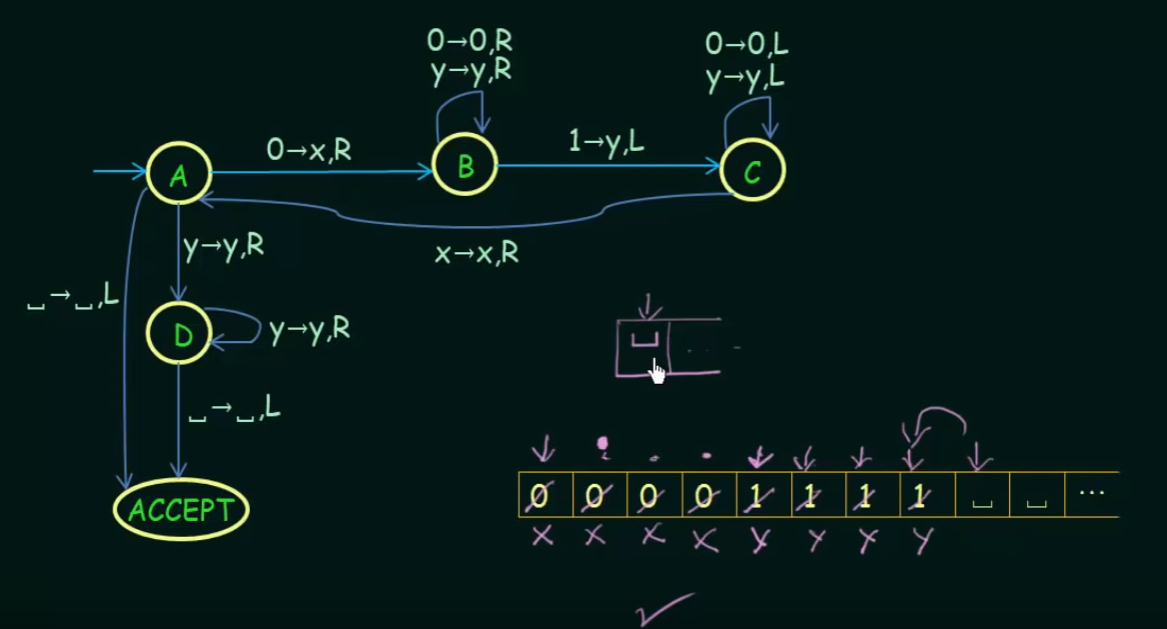 0→0,R
y→y,R
0→0,L
y→y,L
0→x,R
1→y,L
A
B
C
x→x,R
y→y,R
␣→␣,L
D
y→y,R
␣
␣→␣,L
ACCEPT
0 0 0 0 1 1 1 1 ␣ ␣ ...
x x x x y y y y